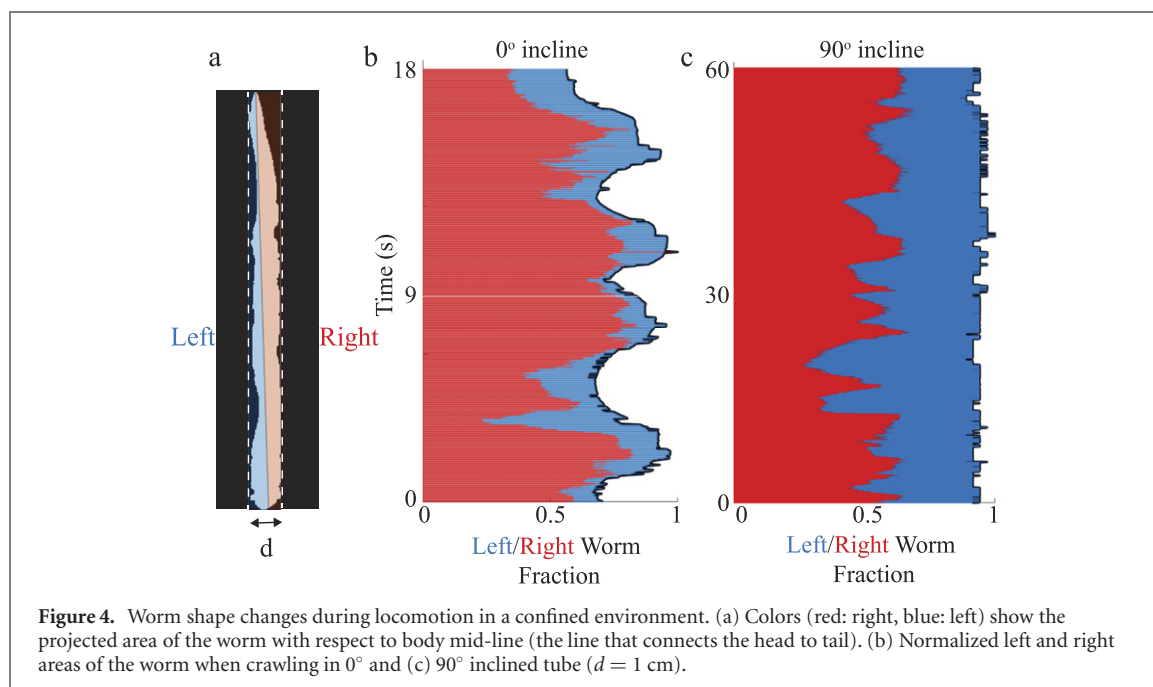 a
b
0° incline
c
90° incline
18
9
0
Time (s)
60
30
0
Left
Right
d
0
0.5
1
Left/Right Worm
Fraction
0
0.5
1
Left/Right Worm
Fraction
Figure 4. Worm shape changes during locomotion in a confined environment. (a) Colors (red: right, blue: left) show the
projected area of the worm with respect to body mid-line (the line that connects the head to tail). (b) Normalized left and right
areas of the worm when crawling in 0° and (c) 90° inclined tube (d = 1 cm).